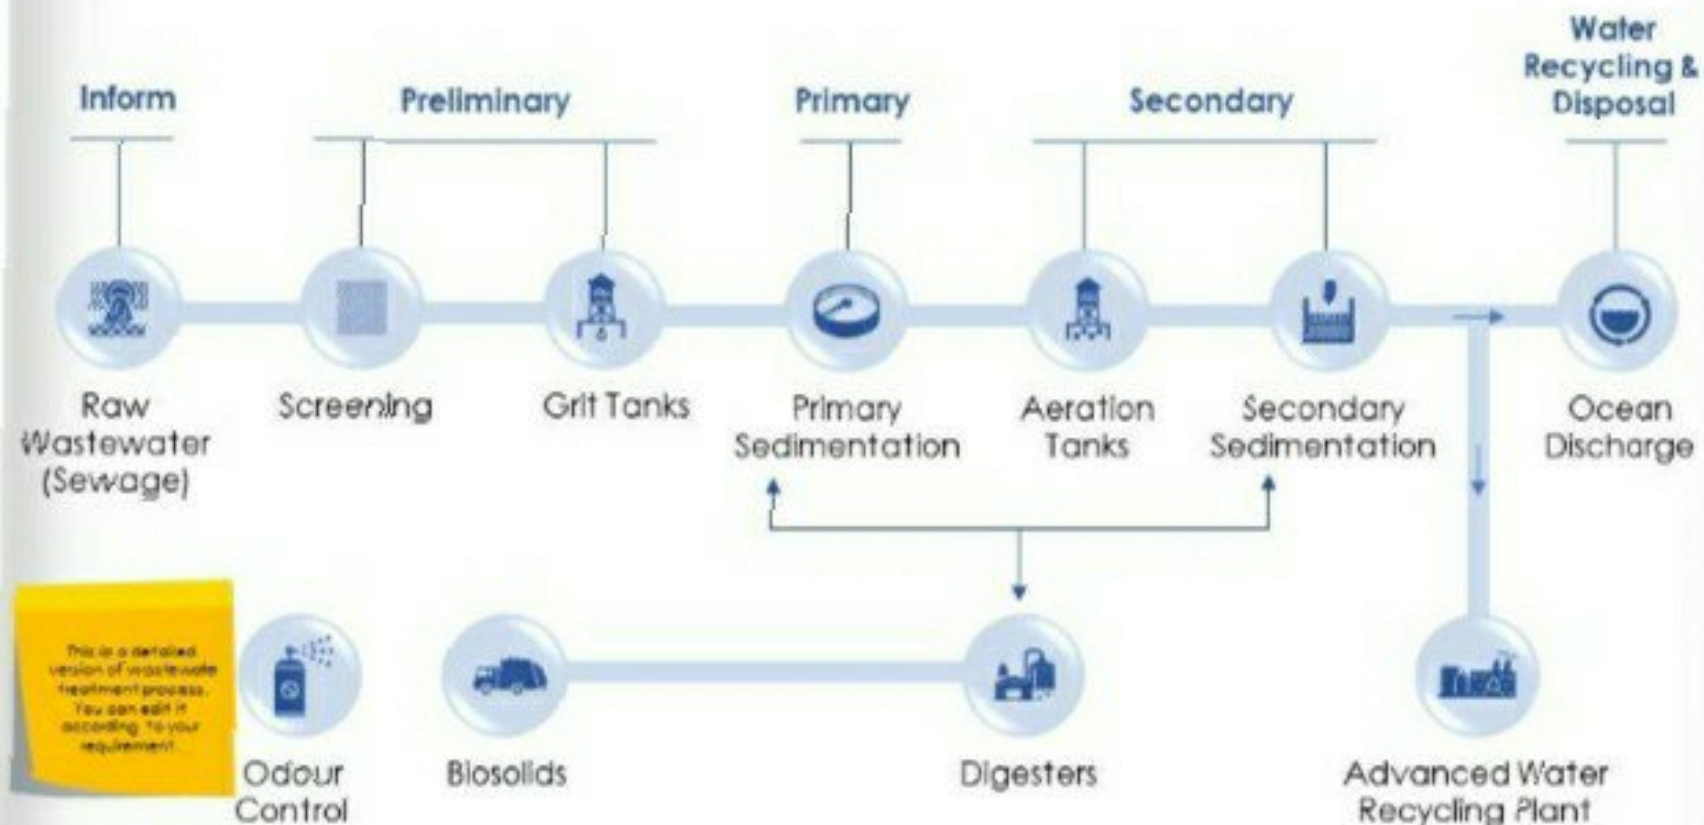 Inform
Preliminary
Primary
Secondary
Water
Recycling &
Disposal
Raw
Wastewater
(Sewage)
Screening
Grit Tanks
Primary
Sedimentation
Aeration
Tanks
Secondary
Sedimentation
Ocean
Discharge
This is a detailed
version of wastewate
treatment process.
You can edit it
according to your
requirement.
Odour
Control
Biosolids
Digesters
Advanced Water
Recycling Plant